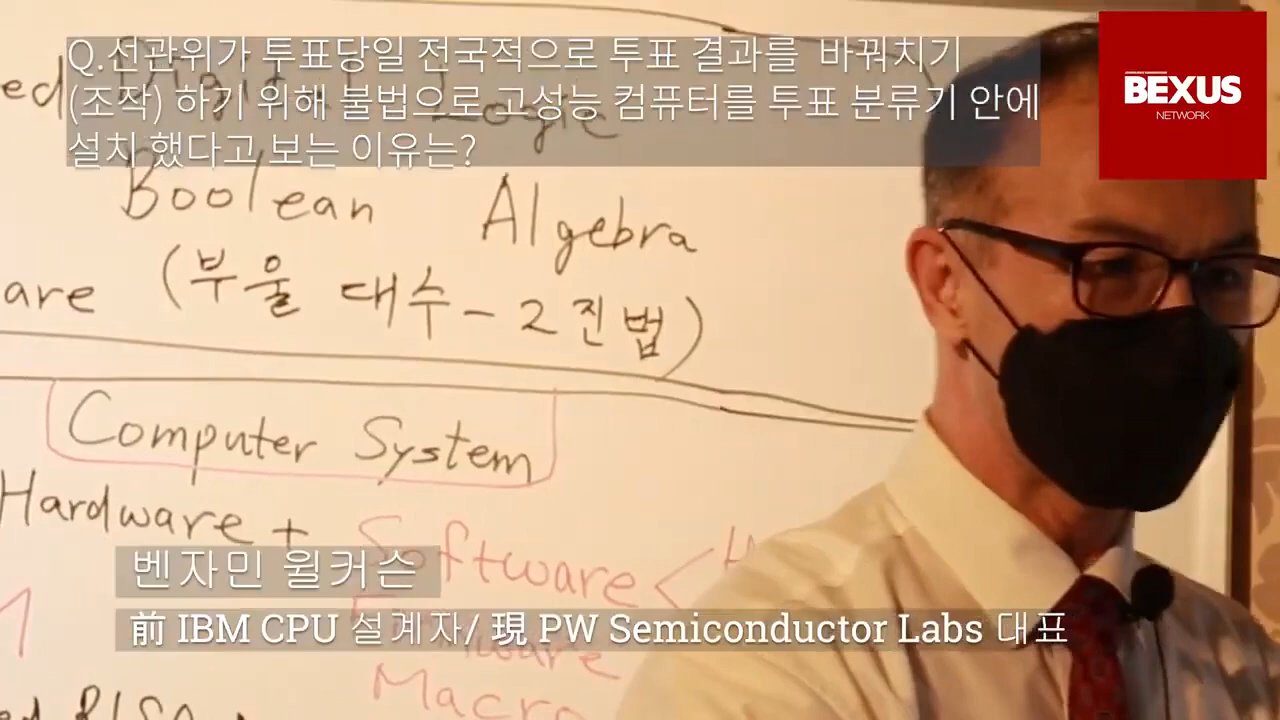 Q.선관위가 투표당일 전국적으로 투표 결과를 바꿔치기
(조작) 하기 위해 불법으로 고성능 컴퓨터를 투표 분류기 안에
설치 했다고 보는 이유는?
BEXUS
NETWORK
ed Digital Logic
Boolean Algebra
are (부울 대수-2진법)
Computer System
Hardware + Software <
벤자민 윌커슨
前 IBM CPU 설계자/ 現 PW Semiconductor Labs 대표
Macro